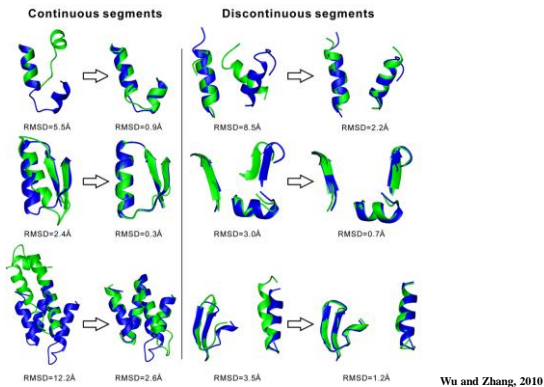 Continuous segments
Discontinuous segments
RMSD=5.5Å
RMSD=0.9Å
RMSD=8.5Å
RMSD=2.2Å
RMSD=2.4Å
RMSD=0.3Å
RMSD=3.0Å
RMSD=0.7Å
RMSD=12.2Å
RMSD=2.6Å
RMSD=3.5Å
RMSD=1.2Å
Wu and Zhang, 2010